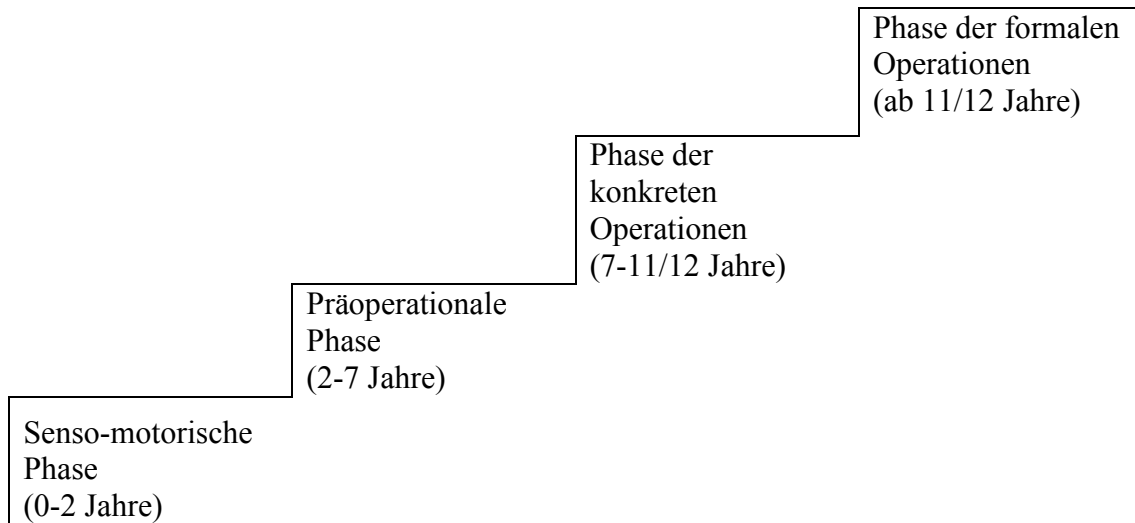 Phase der formalen
Operationen
(ab 11/12 Jahre)
Phase der
konkreten
Operationen
(7-11/12 Jahre)
Präoperationale
Phase
(2-7 Jahre)
Senso-motorische
Phase
(0-2 Jahre)